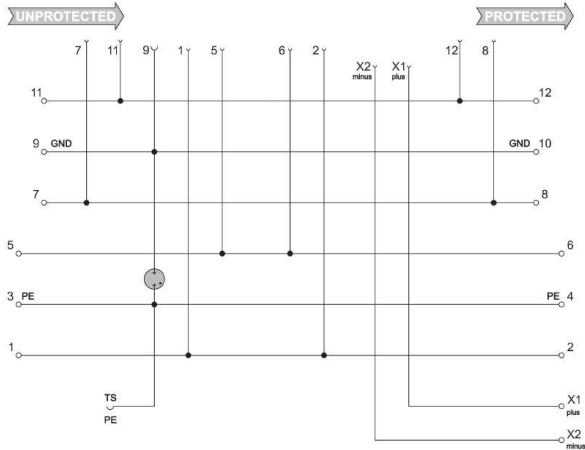 UNPROTECTED PROTECTED
7 11 9 1 5 6 2 12 8
X2 X1
minus plus
11 12
9 GND GND 10
7 8
5 6
3 PE PE 4
1 2
TS
PE
X1
plus
X2
minus